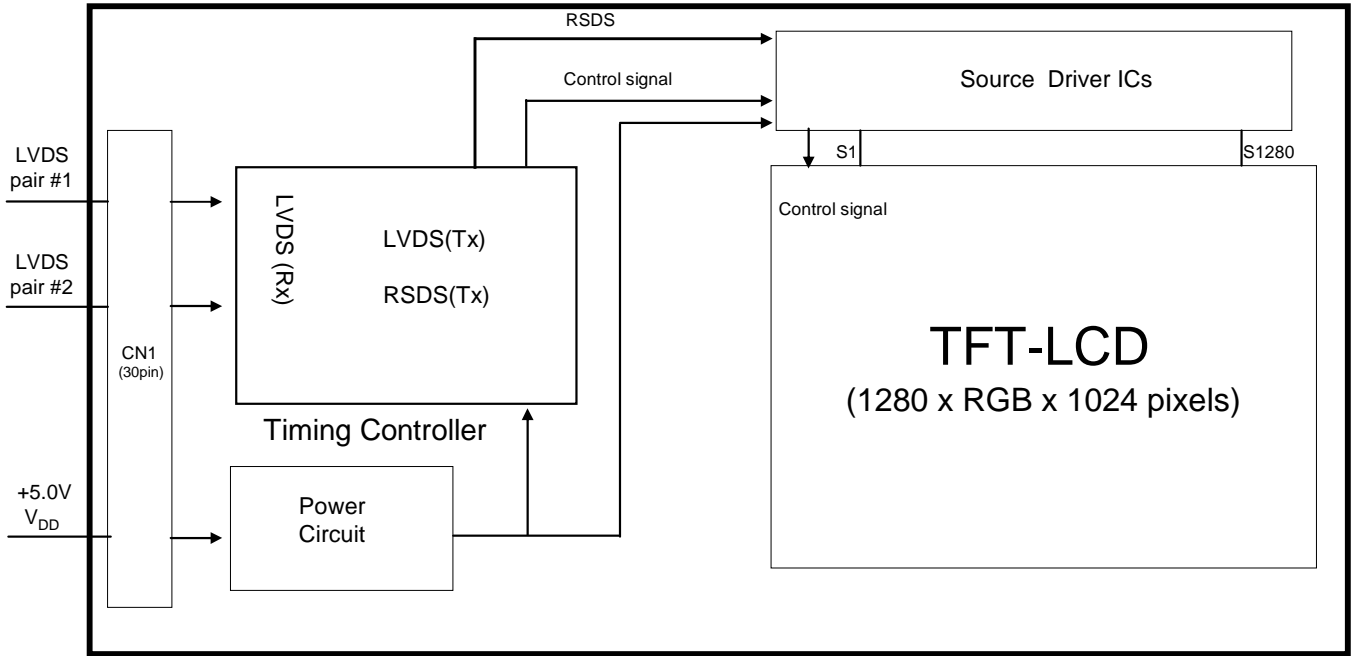 RSDS
Control signal
Source  Driver ICs
S1
S1280
LVDS
pair #1
LVDS
pair #2
CN1
(30pin)
LVDS (Rx)
LVDS(Tx)
RSDS(Tx)
Timing Controller
Control signal
TFT-LCD
(1280 x RGB x 1024 pixels)
+5.0V
VDD
Power
Circuit